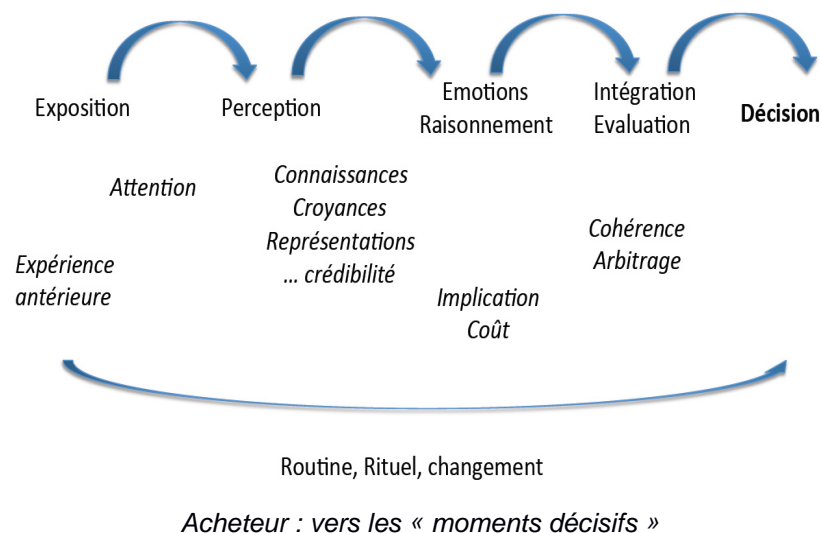 Exposition
Perception
Emotions
Raisonnement
Intégration
Evaluation
Décision
Attention
Connaissances
Croyances
Représentations
... crédibilité
Expérience
antérieure
Cohérence
Arbitrage
Implication
Coût
Routine, Rituel, changement
Acheteur : vers les « moments décisifs »